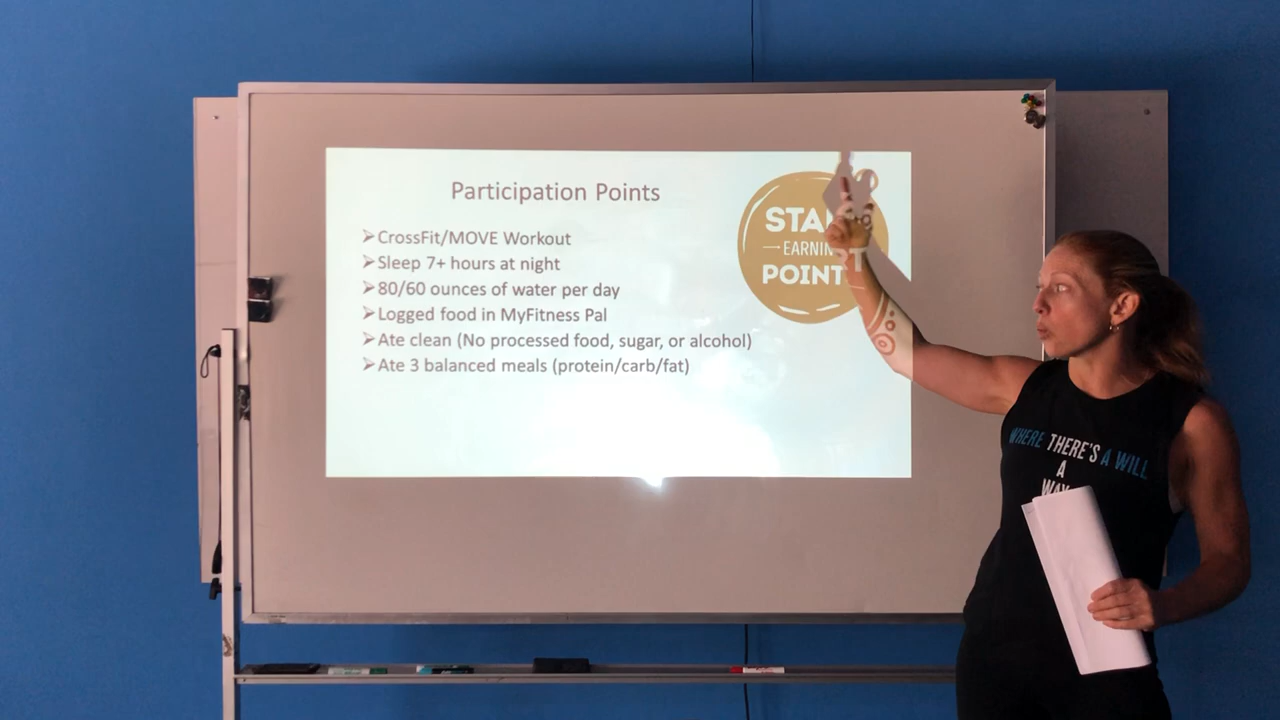 Participation Points
➢CrossFit/MOVE Workout
➢Sleep 7+ hours at night
➢80/60 ounces of water per day
➢Logged food in MyFitness Pal
➢Ate clean (No processed food, sugar, or alcohol)
➢Ate 3 balanced meals (protein/carb/fat)
EARNIN
POINT
WHERE THERE'S A WILL
A
WAY